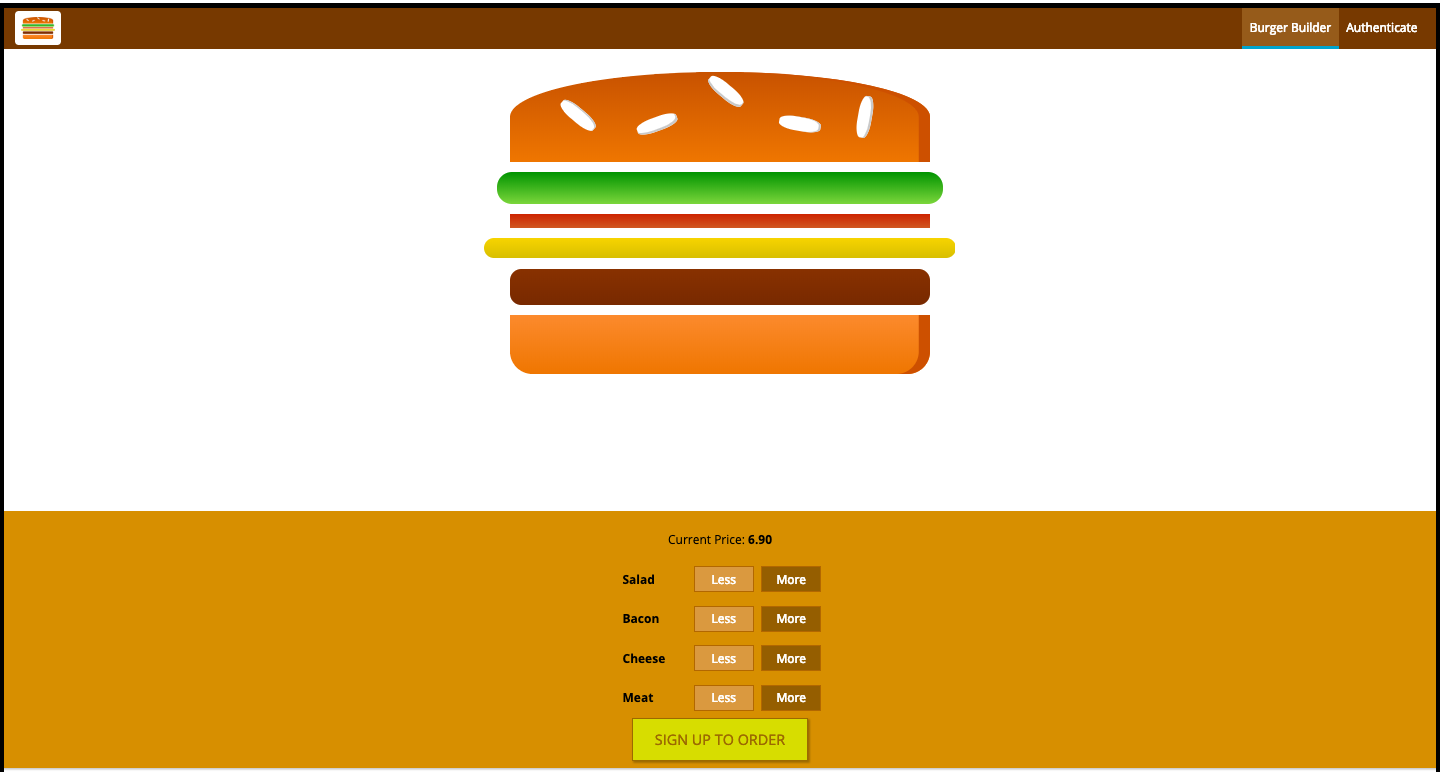 Burger Builder Authenticate
Current Price: 6.90
Salad Less More
Bacon Less More
Cheese Less More
Meat Less More
SIGN UP TO ORDER